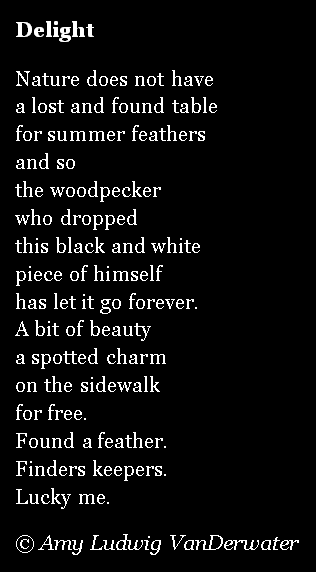 Delight
Nature does not have
a lost and found table
for summer feathers
and so
the woodpecker
who dropped
this black and white
piece of himself
has let it go forever.
A bit of beauty
a spotted charm
on the sidewalk
for free.
Found a feather.
Finders keepers.
Lucky me.
© Amy Ludwig VanDerwater